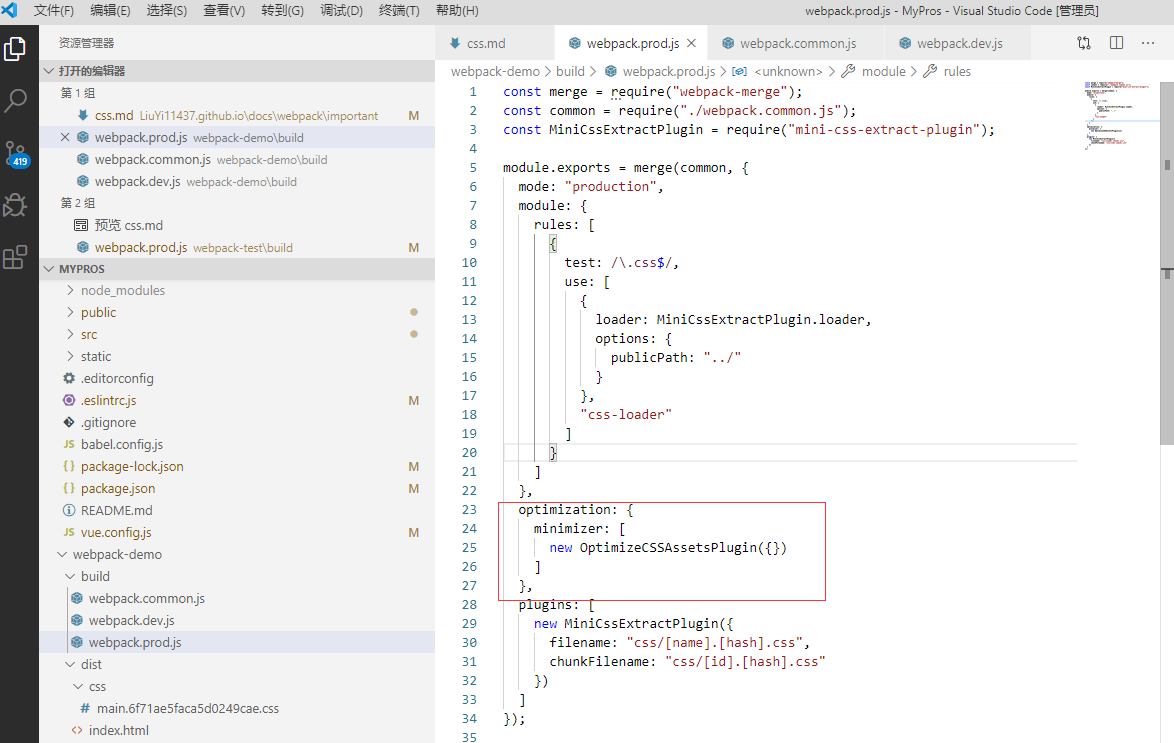 文件(F) 编辑(E) 选择(S) 查看(V) 转到(G) 调试(D) 终端(T) 帮助(H) webpack.prod.js - MyPros - Visual Studio Code [管理员]
资源管理器
打开的编辑器
第 1 组
css.md LiuYi11437.github.io\docs\webpack\important M
webpack.prod.js webpack-demo\build
webpack.common.js webpack-demo\build
webpack.dev.js webpack-demo\build
第 2 组
预览 css.md
webpack.prod.js webpack-test\build M
MYPROS
node_modules
public
src
static
.editorconfig
.eslintrc.js M
.gitignore
JS babel.config.js
{} package-lock.json M
{} package.json M
README.md
JS vue.config.js M
webpack-demo
build
webpack.common.js
webpack.dev.js
webpack.prod.js
dist
css
# main.6f71ae5faca5d0249cae.css
<> index.html
419
css.md webpack.prod.js webpack.common.js webpack.dev.js
webpack-demo > build > webpack.prod.js > <unknown> > module > rules
1 const merge = require("webpack-merge");
2 const common = require("./webpack.common.js");
3 const MiniCssExtractPlugin = require("mini-css-extract-plugin");
4
5 module.exports = merge(common, {
6 mode: "production",
7 module: {
8 rules: [
9 {
10 test: /\.css$/,
11 use: [
12 {
13 loader: MiniCssExtractPlugin.loader,
14 options: {
15 publicPath: "../"
16 }
17 },
18 "css-loader"
19 ]
20 }
21 ]
22 },
23 optimization: {
24 minimizer: [
25 new OptimizeCSSAssetsPlugin({})
26 ]
27 },
28 plugins: [
29 new MiniCssExtractPlugin({
30 filename: "css/[name].[hash].css",
31 chunkFilename: "css/[id].[hash].css"
32 })
33 ]
34 });
35